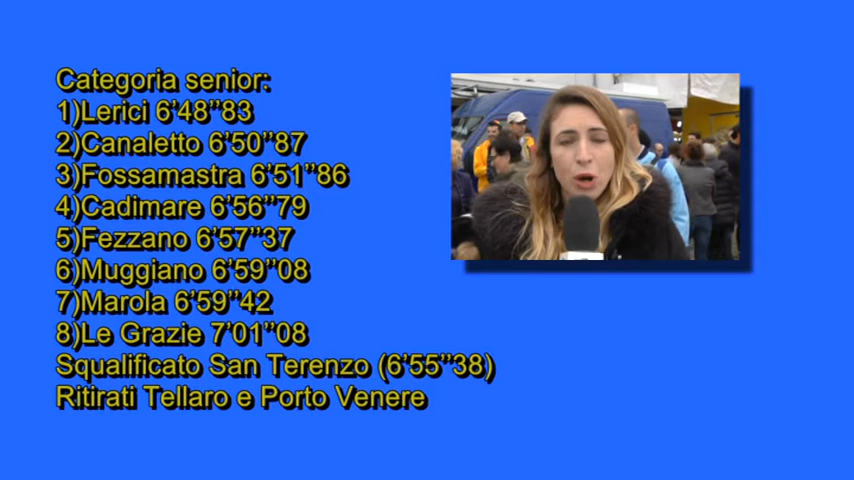 Categoria senior:
1)Lerici 6'48''83
2)Canaletto 6'50''87
3)Fossamastra 6'51''86
4)Cadimare 6'56''79
5)Fezzano 6'57''37
6)Muggiano 6'59''08
7)Marola 6'59''42
8)Le Grazie 7'01''08
Squalificato San Terenzo (6'55''38)
Ritirati Tellaro e Porto Venere